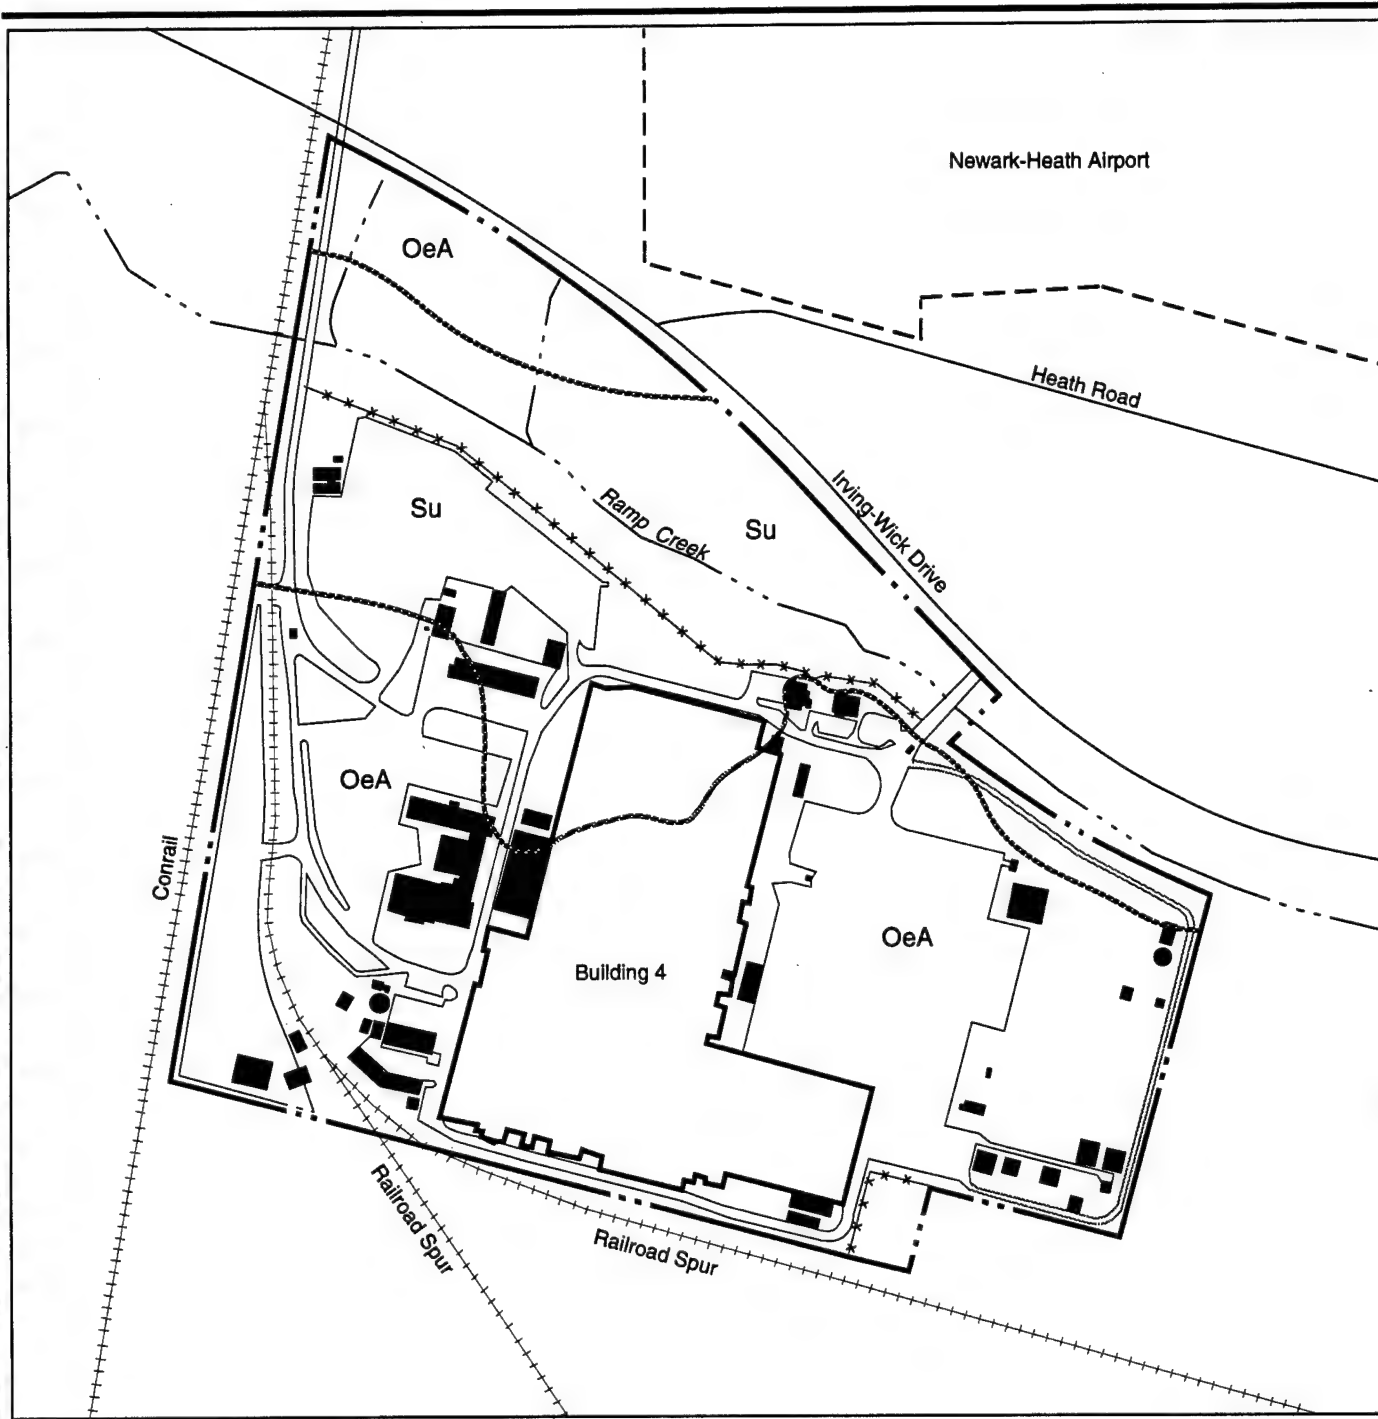 Newark-Heath Airport
OeA
Heath Road
Su
Ramp Creek
Su
Irving-Wick Drive
OeA
Conrail
OeA
Building 4
Railroad Spur
Railroad Spur